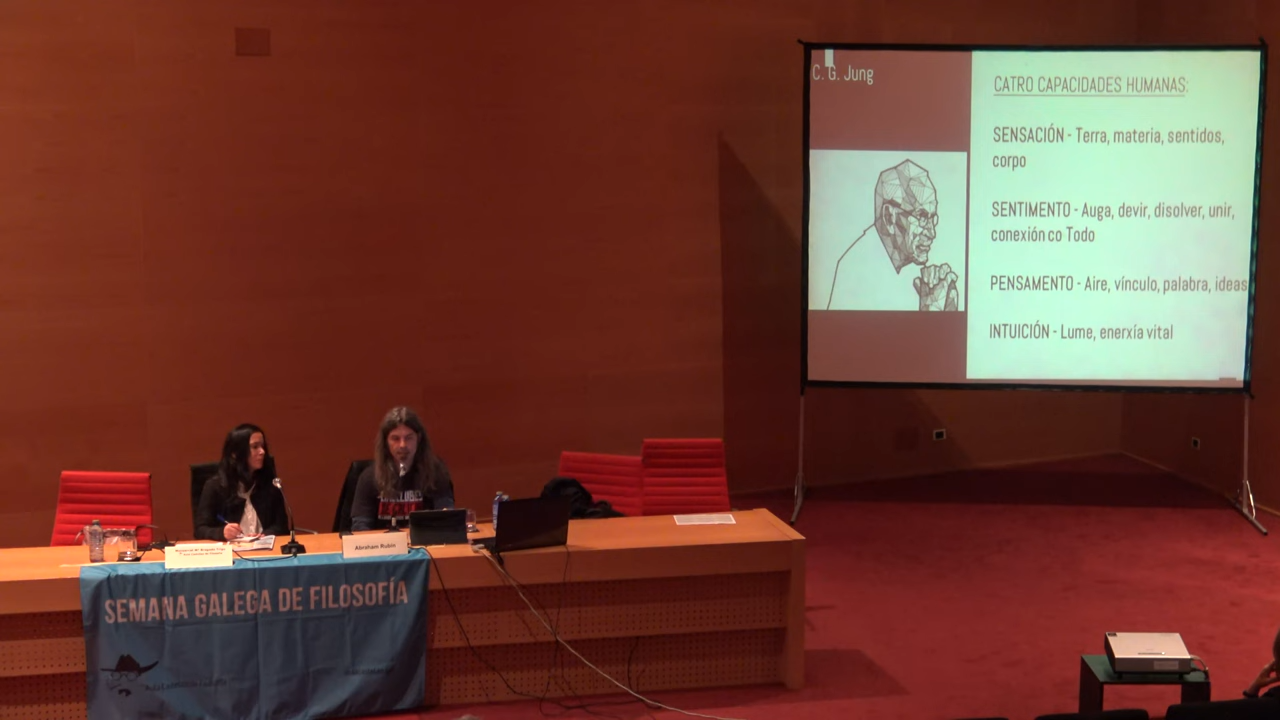 C. G. Jung
CATRO CAPACIDADES HUMANAS:
SENSACIÓN - Terra, materia, sentidos,
corpo
SENTIMENTO - Auga, devir, disolver, unir,
conexión co Todo
PENSAMENTO - Aire, vínculo, palabra, ideas
INTUICIÓN - Lume, enerxía vital
Abraham Rubín
SEMANA GALEGA DE FILOSOFÍA